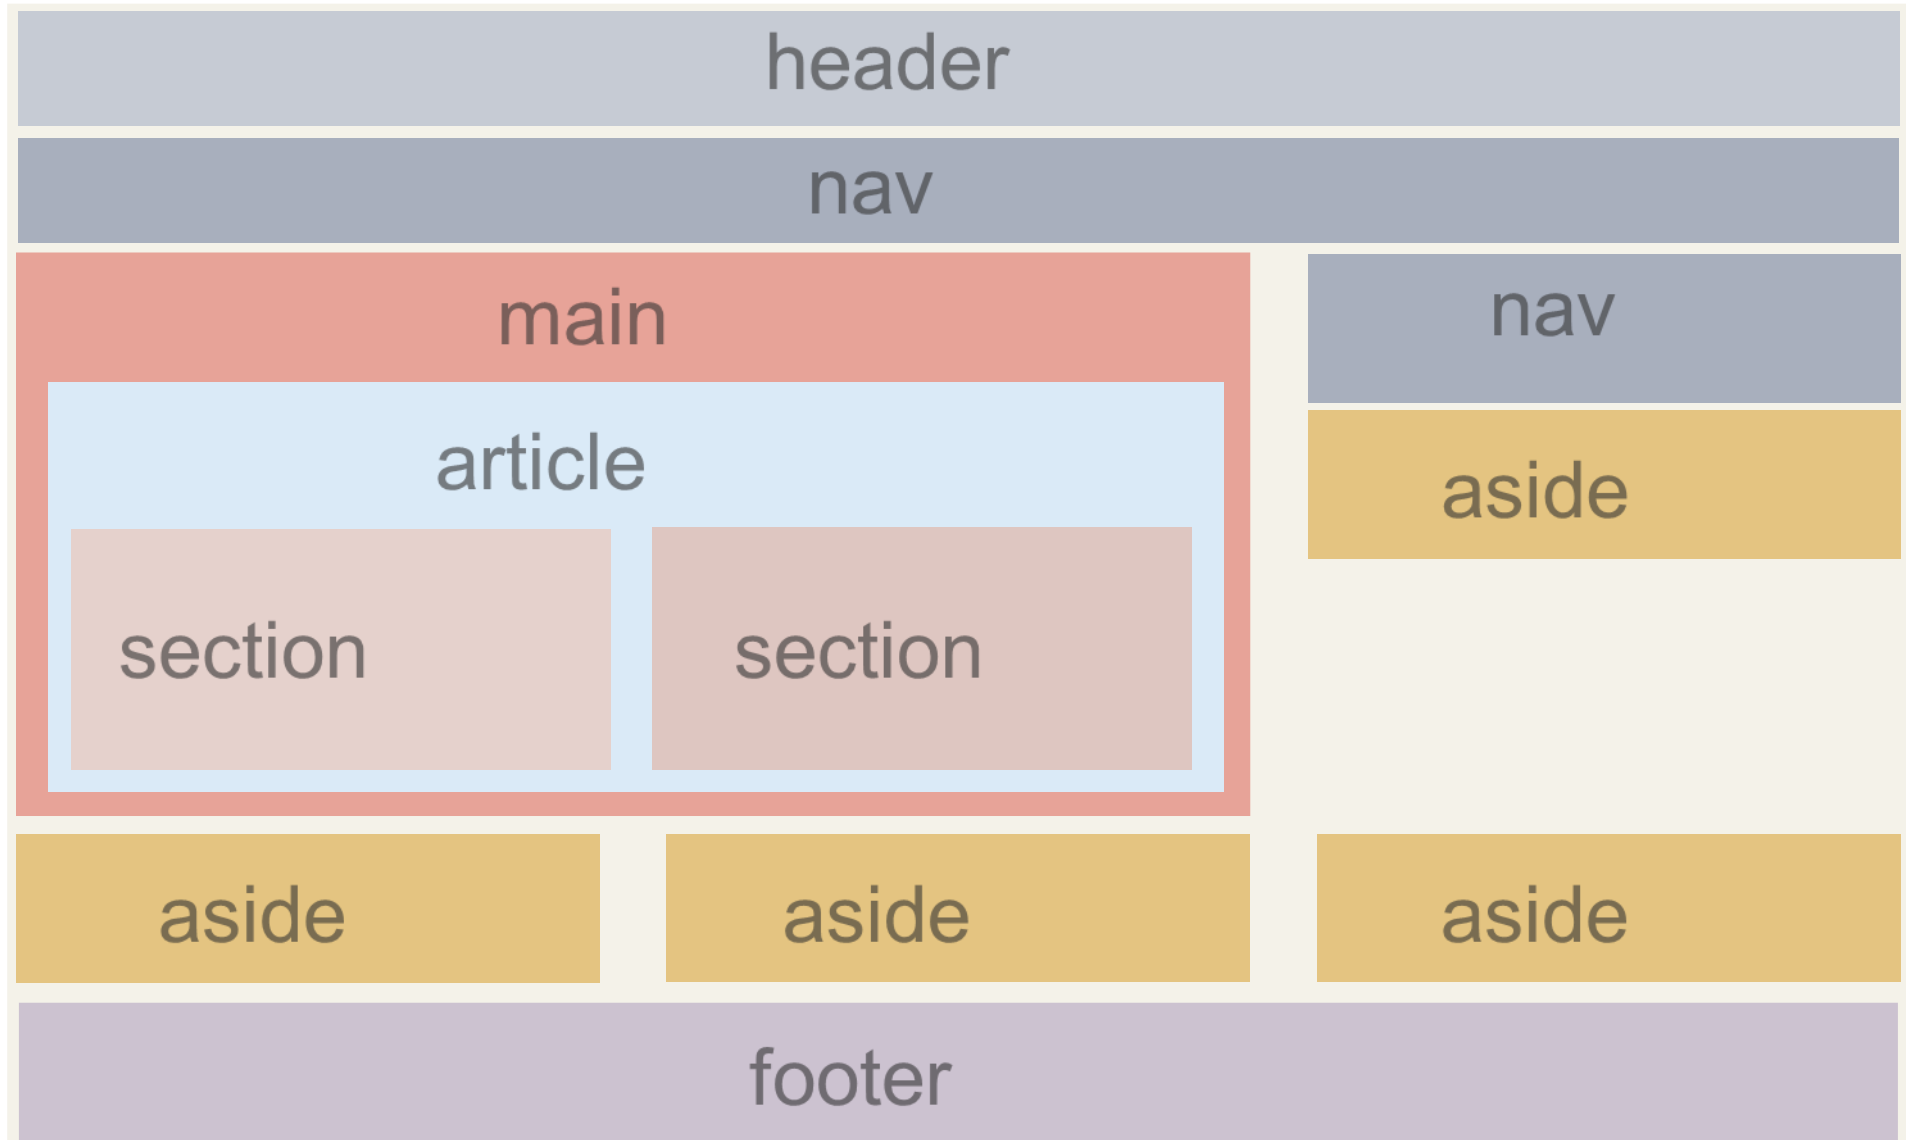 header
nav
main
nav
article
aside
section
section
aside
aside
aside
footer